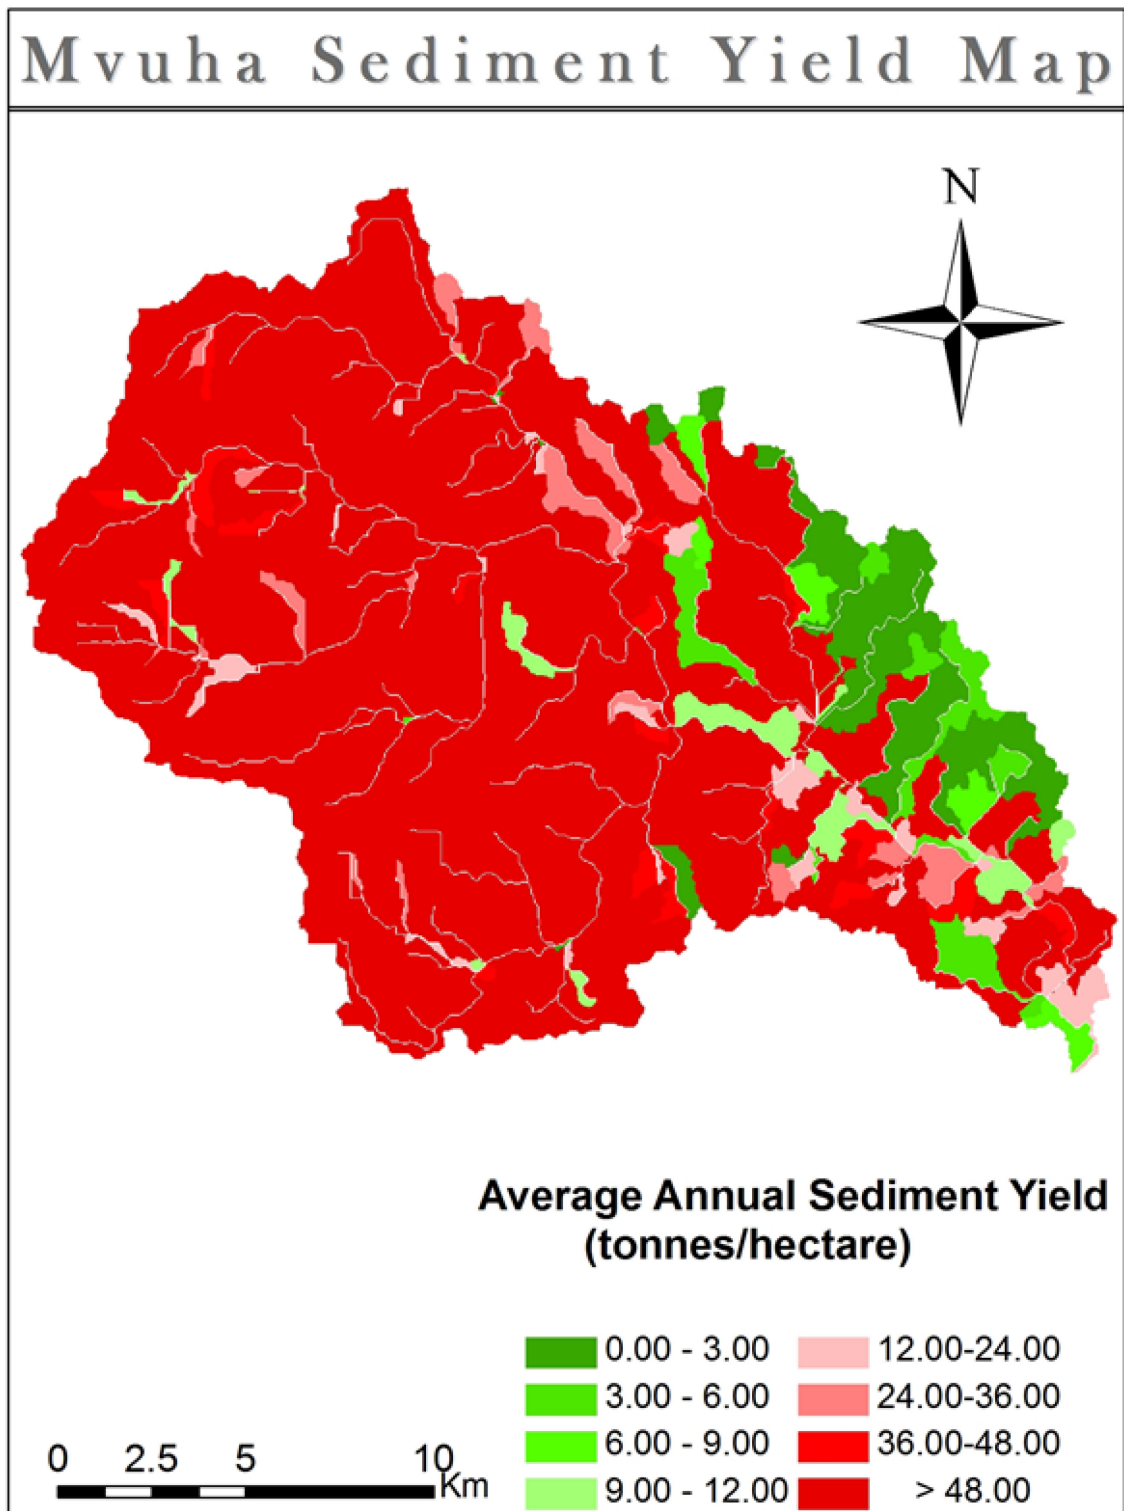 Mvuha Sediment Yield Map
N
Average Annual Sediment Yield
(tonnes/hectare)
0.00 - 3.00 12.00-24.00
3.00 - 6.00 24.00-36.00
6.00 - 9.00 36.00-48.00
9.00 - 12.00 > 48.00
0 2.5 5 10
Km